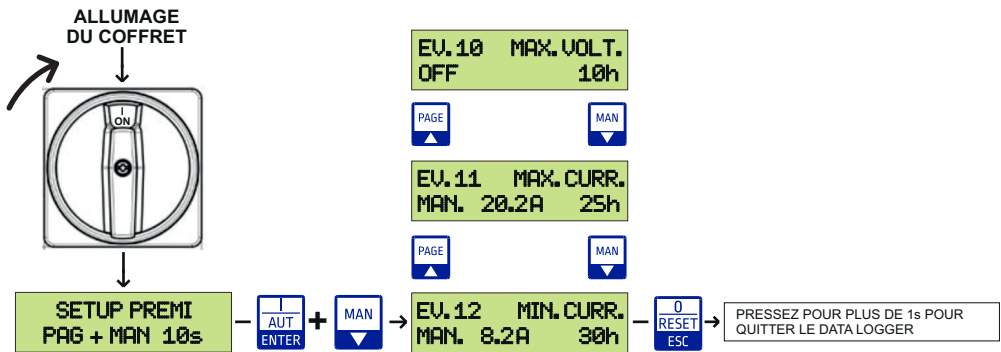 ALLUMAGE
DU COFFRET
I
ON
SETUP PREMI
PAG + MAN 10s
I
AUT
ENTER
+
MAN
EV.10 MAX.VOLT.
OFF 10h
PAGE
MAN
EV.11 MAX.CURR.
MAN. 20.2A 25h
PAGE
MAN
EV.12 MIN.CURR.
MAN. 8.2A 30h
0
RESET
ESC
PRESSEZ POUR PLUS DE 1s POUR
QUITTER LE DATA LOGGER